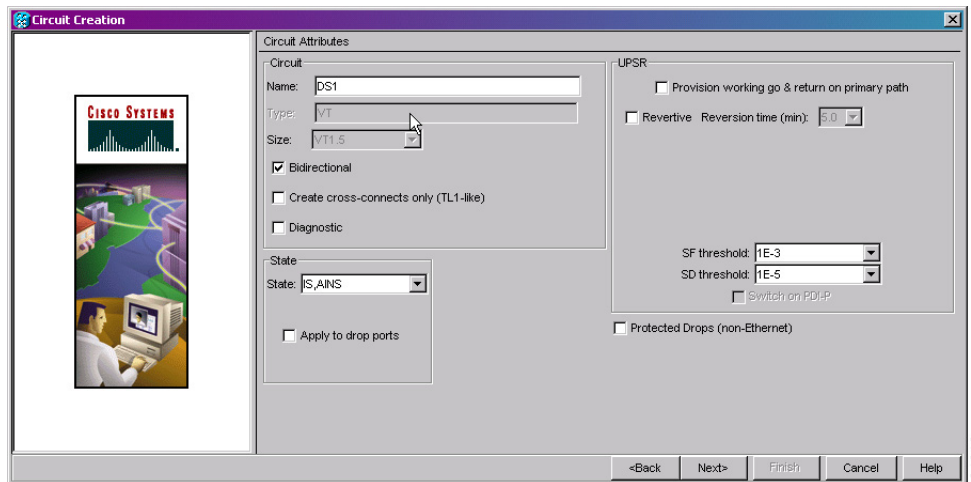 Circuit Creation
CISCO SYSTEMS
Circuit Attributes
Circuit
Name: DS1
Type: VT
Size: VT1.5
Bidirectional
Create cross-connects only (TL1-like)
Diagnostic
State
State: IS,AINS
Apply to drop ports
UPSR
Provision working go & return on primary path
Revertive Reversion time (min): 5.0
SF threshold: 1E-3
SD threshold: 1E-5
Switch on PDI-P
Protected Drops (non-Ethernet)
<Back Next> Finish Cancel Help